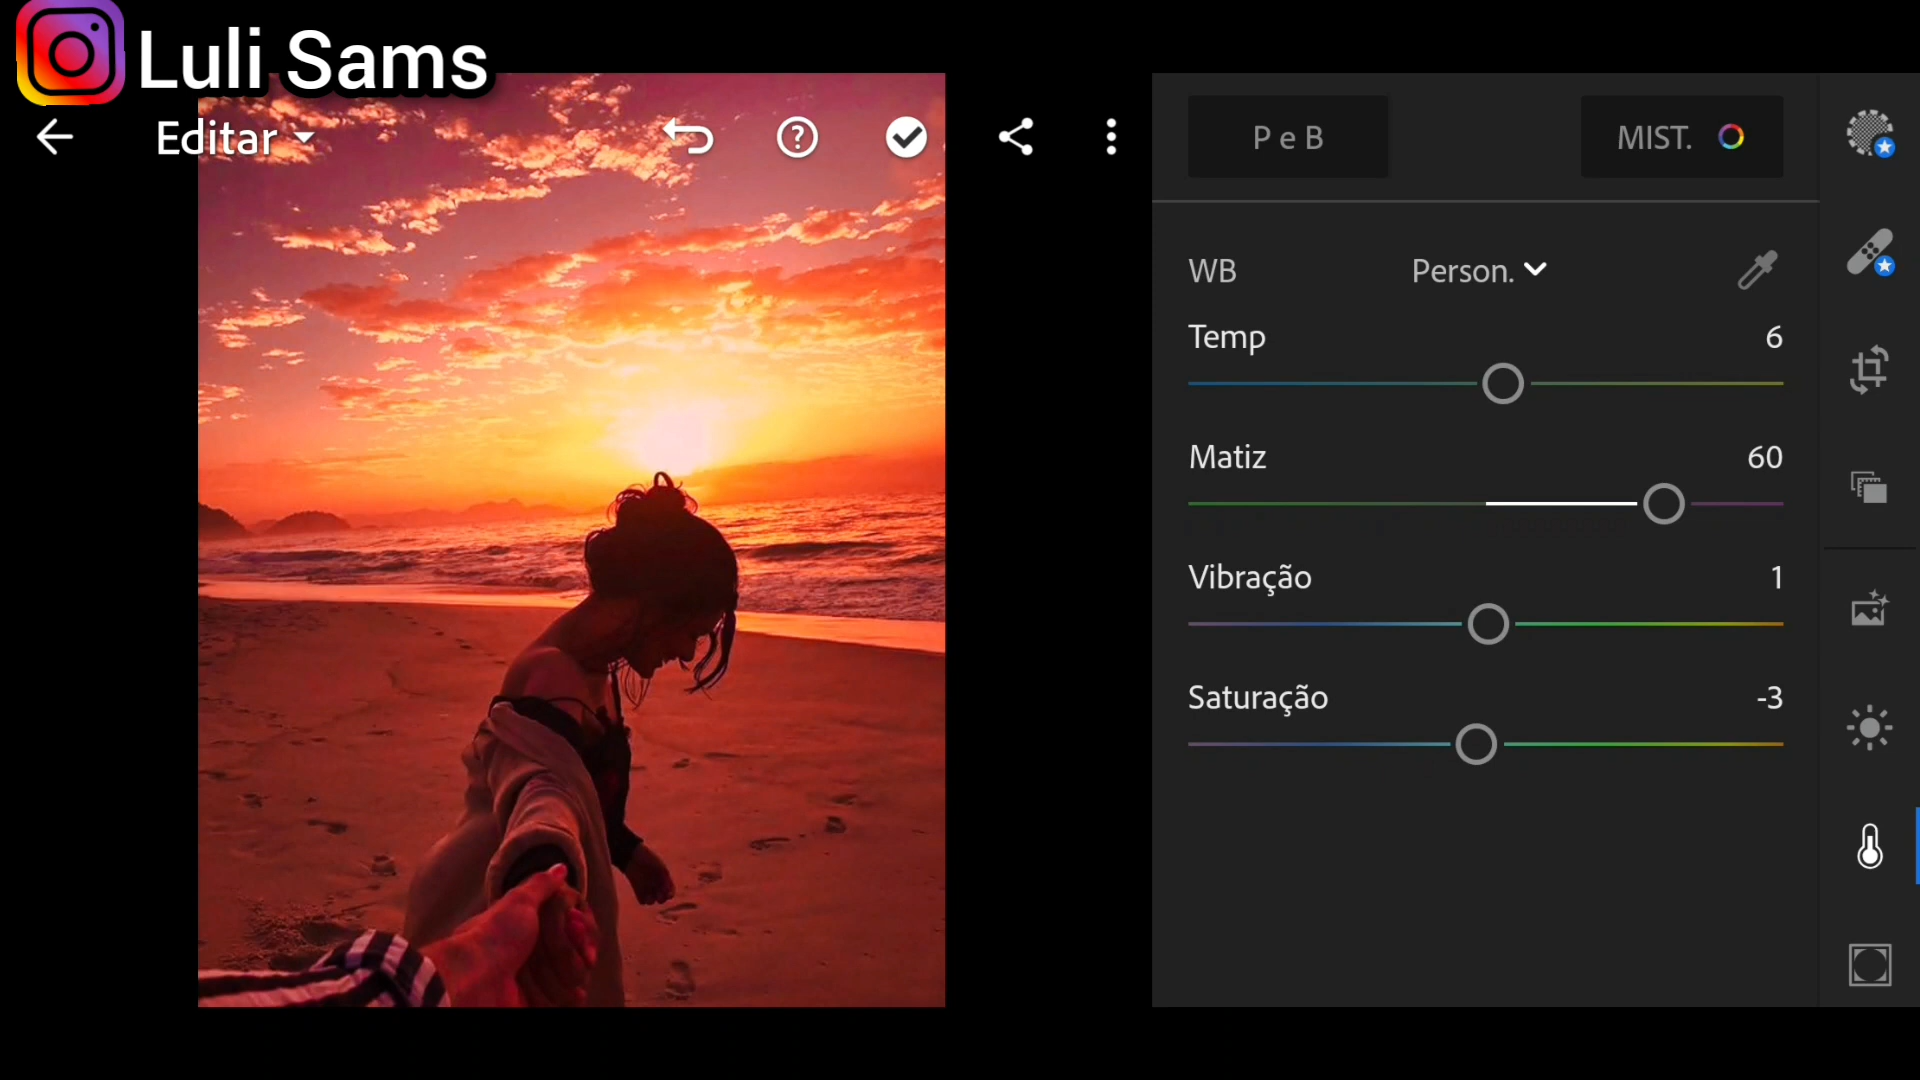 Luli Sams
Editar
P e B
MIST.
WB
Person.
Temp
6
Matiz
60
Vibração
1
Saturação
-3